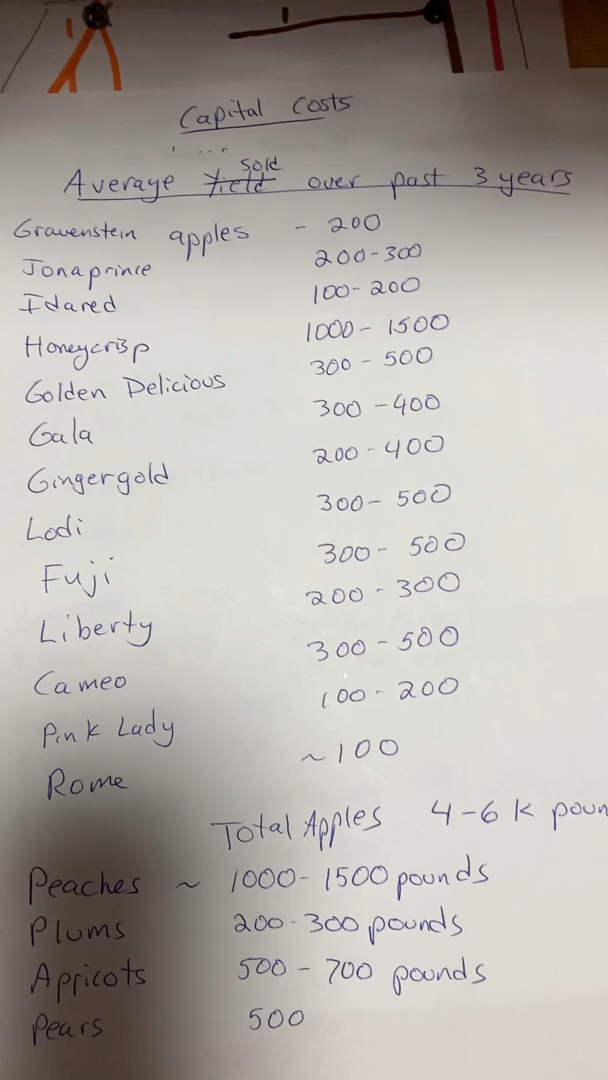 Capital Costs
Average Yield sold over past 3 years
Gravenstein apples - 200
Jonaprince 200-300
Idared 100-200
Honeycrisp 1000-1500
Golden Delicious 300-500
Gala 300-400
Gingergold 200-400
Lodi 300-500
Fuji 300-500
Liberty 200-300
Cameo 300-500
Pink Lady 100-200
Rome ~100
Total Apples 4-6 K poun
Peaches ~ 1000-1500 pounds
Plums 200-300 pounds
Apricots 500-700 pounds
Pears 500